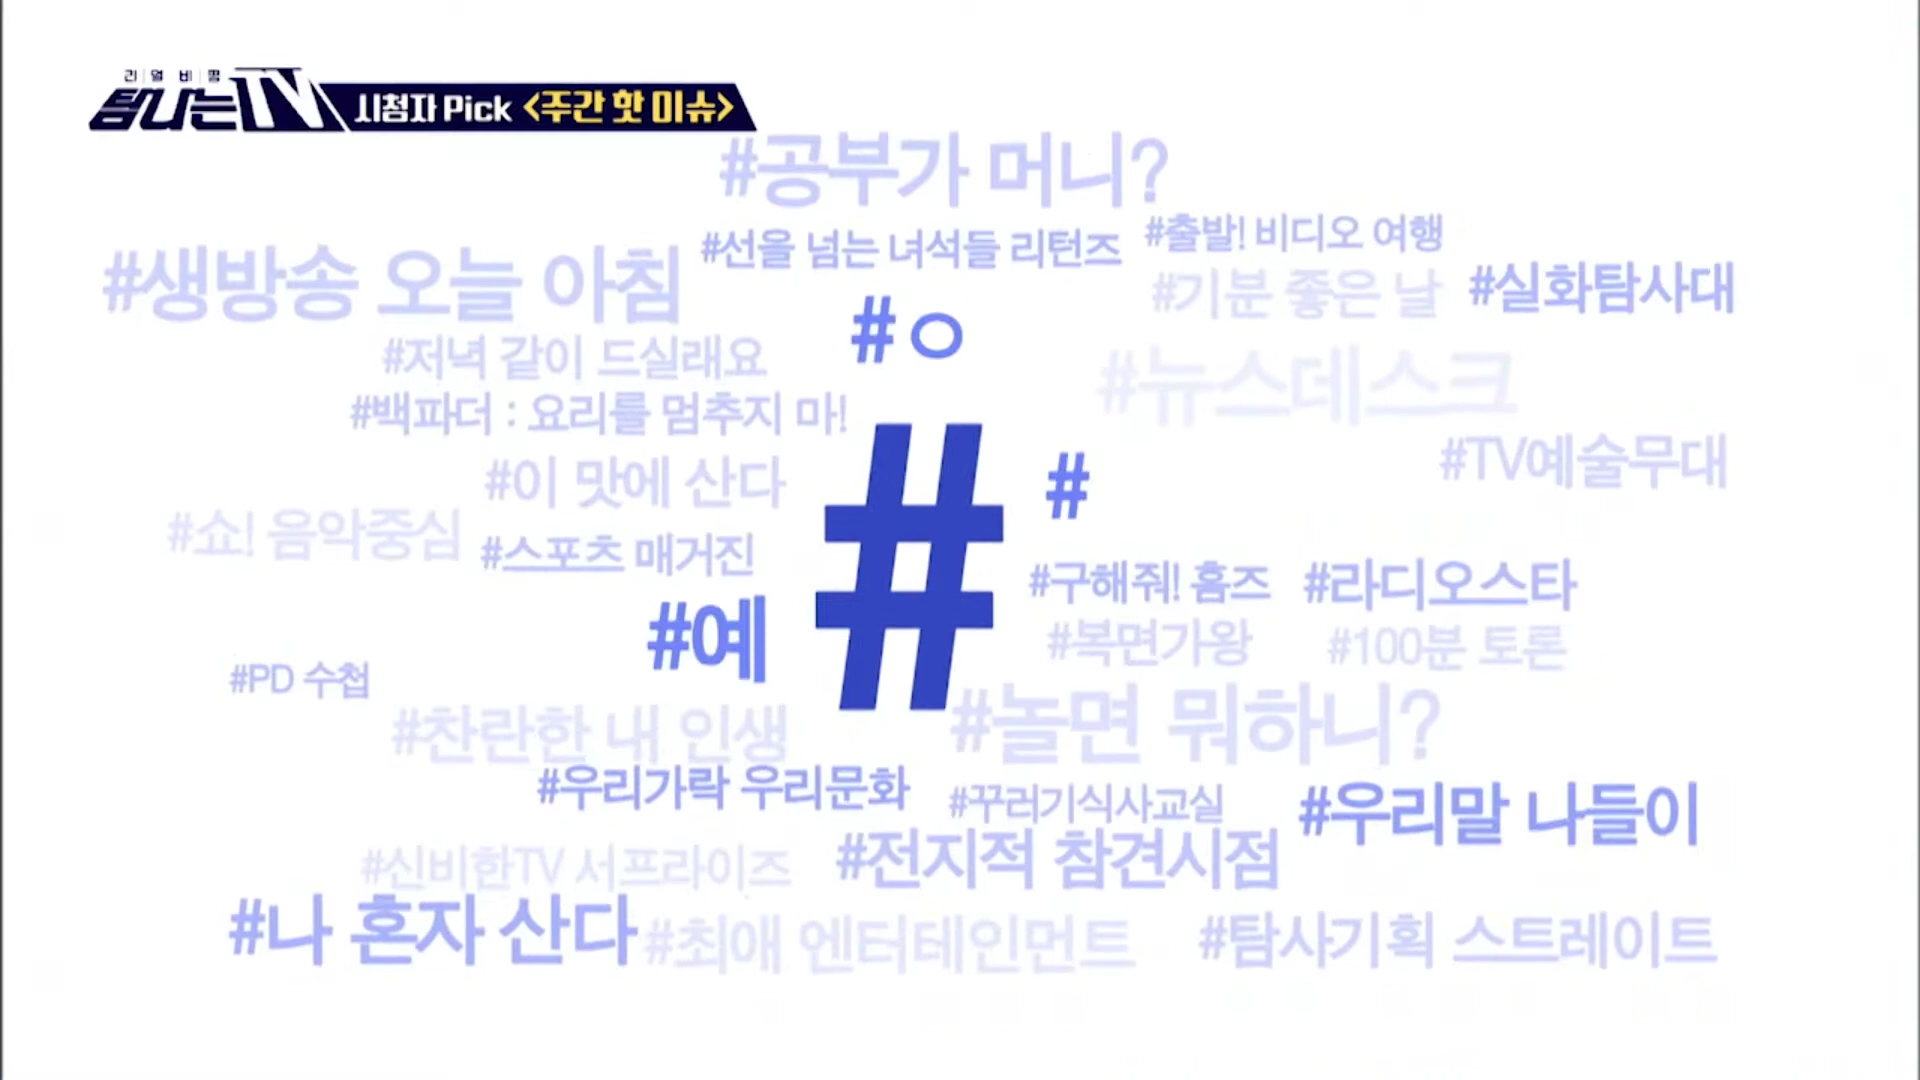 리얼비평
탐나는TV
시청자 Pick <주간 핫 이슈>
#공부가 머니?
#선을 넘는 녀석들 리턴즈
#출발! 비디오 여행
#생방송 오늘 아침
#기분 좋은 날
#실화탐사대
#ㅇ
#저녁 같이 드실래요
#뉴스데스크
#백파더 : 요리를 멈추지 마!
#TV예술무대
#이 맛에 산다
#
#
#쇼! 음악중심
#스포츠 매거진
#구해줘! 홈즈
#라디오스타
#예
#복면가왕
#100분 토론
#PD 수첩
#찬란한 내 인생
#놀면 뭐하니?
#우리가락 우리문화
#꾸러기식사교실
#우리말 나들이
#신비한TV 서프라이즈
#전지적 참견시점
#나 혼자 산다
#최애 엔터테인먼트
#탐사기획 스트레이트